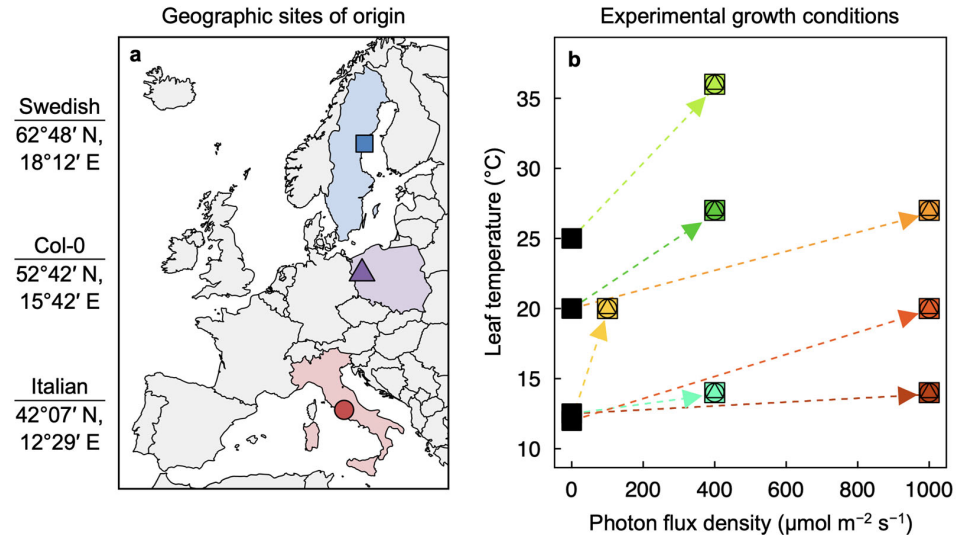 Geographic sites of origin
Experimental growth conditions
a
Swedish
62°48′ N,
18°12′ E
Col-0
52°42′ N,
15°42′ E
Italian
42°07′ N,
12°29′ E
b
Leaf temperature (°C)
35
30
25
20
15
10
0
200
400
600
800
1000
Photon flux density (µmol m⁻² s⁻¹)